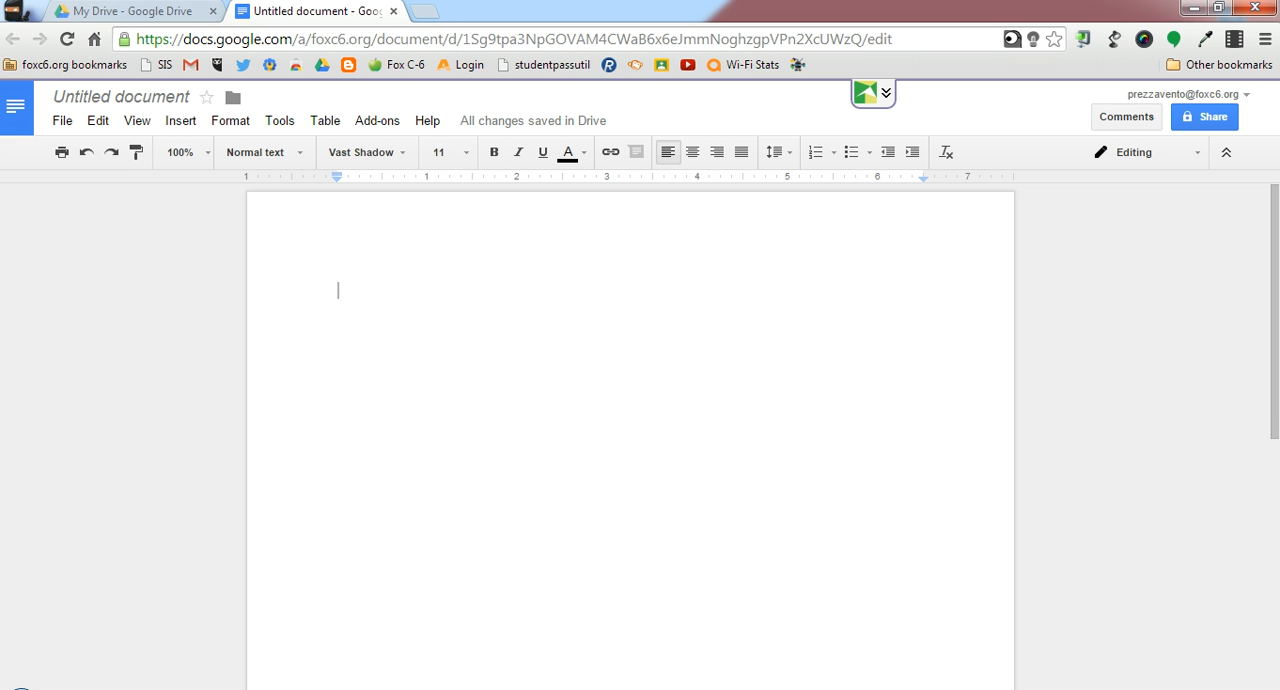 My Drive - Google Drive
Untitled document - Goo
https://docs.google.com/a/foxc6.org/document/d/1Sg9tpa3NpGOVAM4CWaB6x6eJmmNoghzgpVPn2XcUWzQ/edit
foxc6.org bookmarks SIS Fox C-6 Login studentpassutil Wi-Fi Stats Other bookmarks
Untitled document
prezzavento@foxc6.org
File Edit View Insert Format Tools Table Add-ons Help All changes saved in Drive
Comments Share
100% Normal text Vast Shadow 11 B I U A Editing
1 1 2 3 4 5 6 7